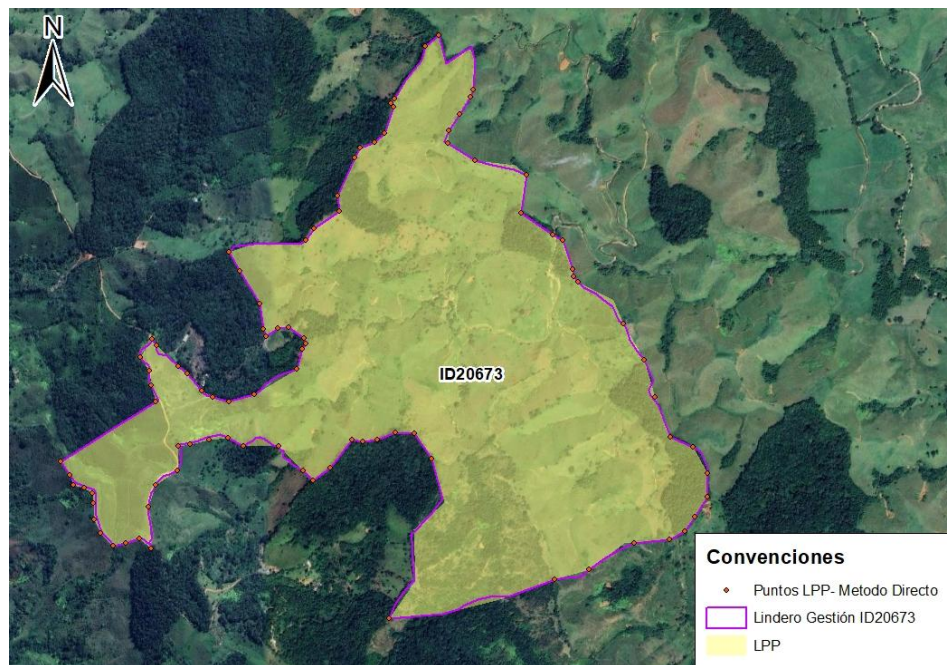 N
ID20673
Convenciones
Puntos LPP- Metodo Directo
Lindero Gestión ID20673
LPP